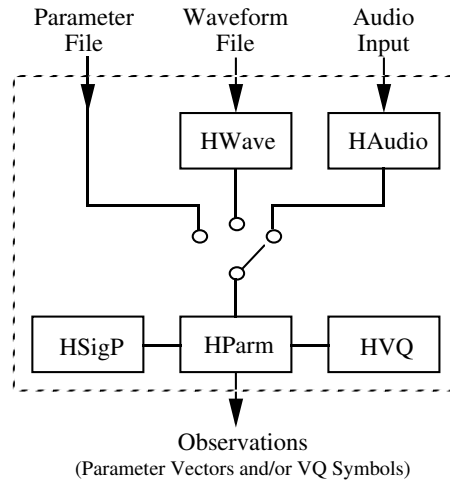 Parameter
File
Waveform
File
Audio
Input
HWave
HAudio
HSigP
HParm
HVQ
Observations
(Parameter Vectors and/or VQ Symbols)